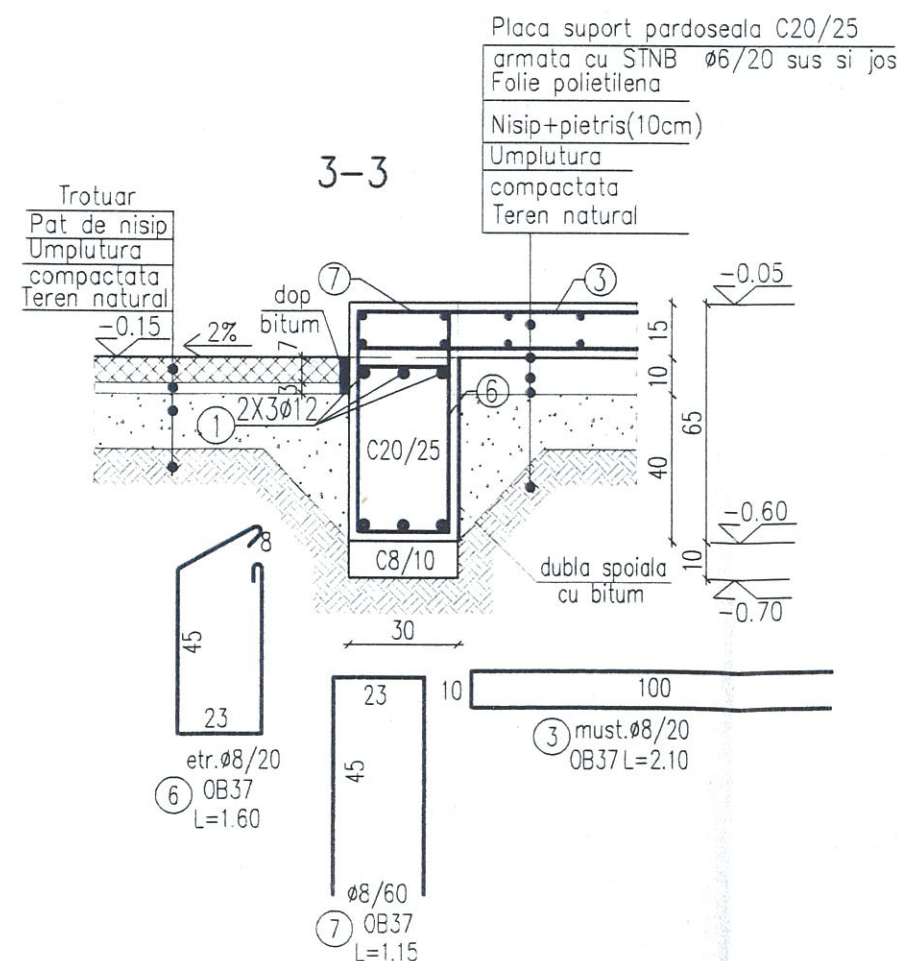 Placa suport pardoseala C20/25
armata cu STNB ø6/20 sus si jos
Folie polietilena
Nisip+pietris(10cm)
Umplutura
compactata
Teren natural
3-3
Trotuar
Pat de nisip
Umplutura
compactata
Teren natural
dop
bitum
7
3
-0.05
-0.15
2%
7
3
15
10
65
40
10
1
2X3ø12
6
C20/25
C8/10
-0.60
-0.70
dubla spoiala
cu bitum
30
8
45
23
etr.ø8/20
6
OB37
L=1.60
23
45
ø8/60
7
OB37
L=1.15
10
100
3
must.ø8/20
OB37 L=2.10